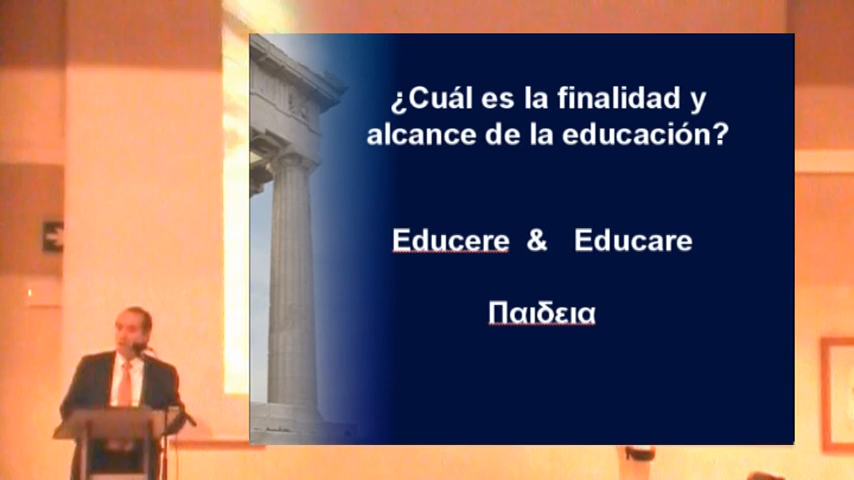 ¿Cuál es la finalidad y
alcance de la educación?
Educere & Educare
Παιδεια